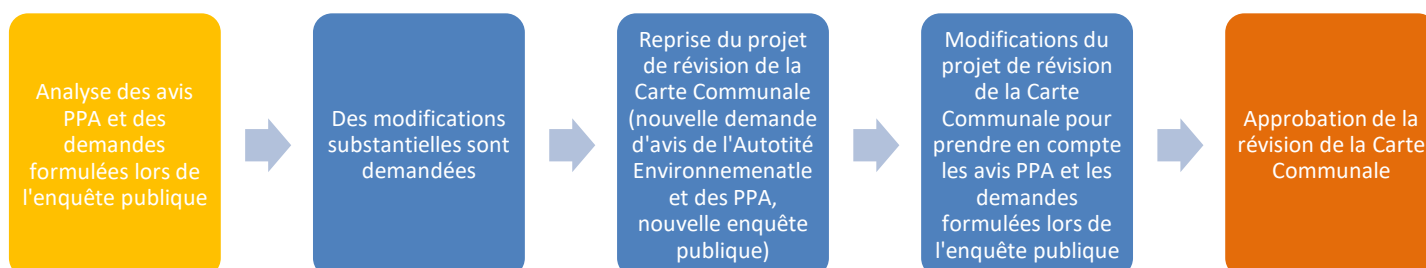 Analyse des avis
PPA et des
demandes
formulées lors de
l'enquête publique
Des modifications
substantielles sont
demandées
Reprise du projet
de révision de la
Carte Communale
(nouvelle demande
d'avis de l'Autotité
Environnemenatle
et des PPA,
nouvelle enquête
publique)
Modifications du
projet de révision
de la Carte
Communale pour
prendre en compte
les avis PPA et les
demandes
formulées lors de
l'enquête publique
Approbation de la
révision de la Carte
Communale